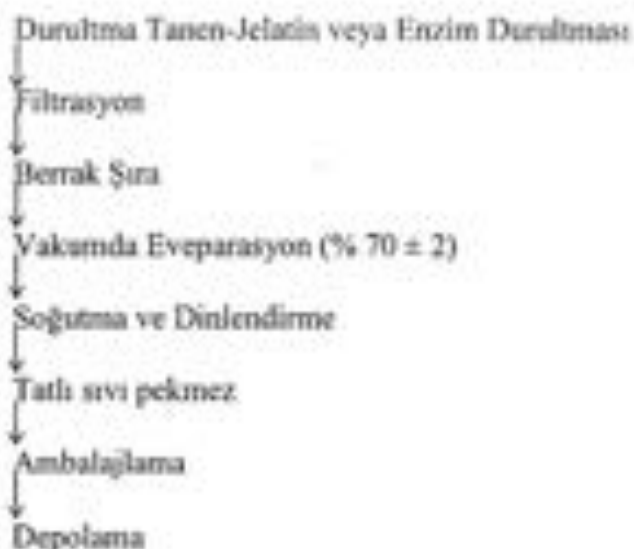 Durultma Tanen-Jelatin veya Enzim Durultması
Filtrasyon
Berrak Şıra
Vakumda Eveparasyon (% 70 ± 2)
Soğutma ve Dinlendirme
Tatlı sıvı pekmez
Ambalajlama
Depolama